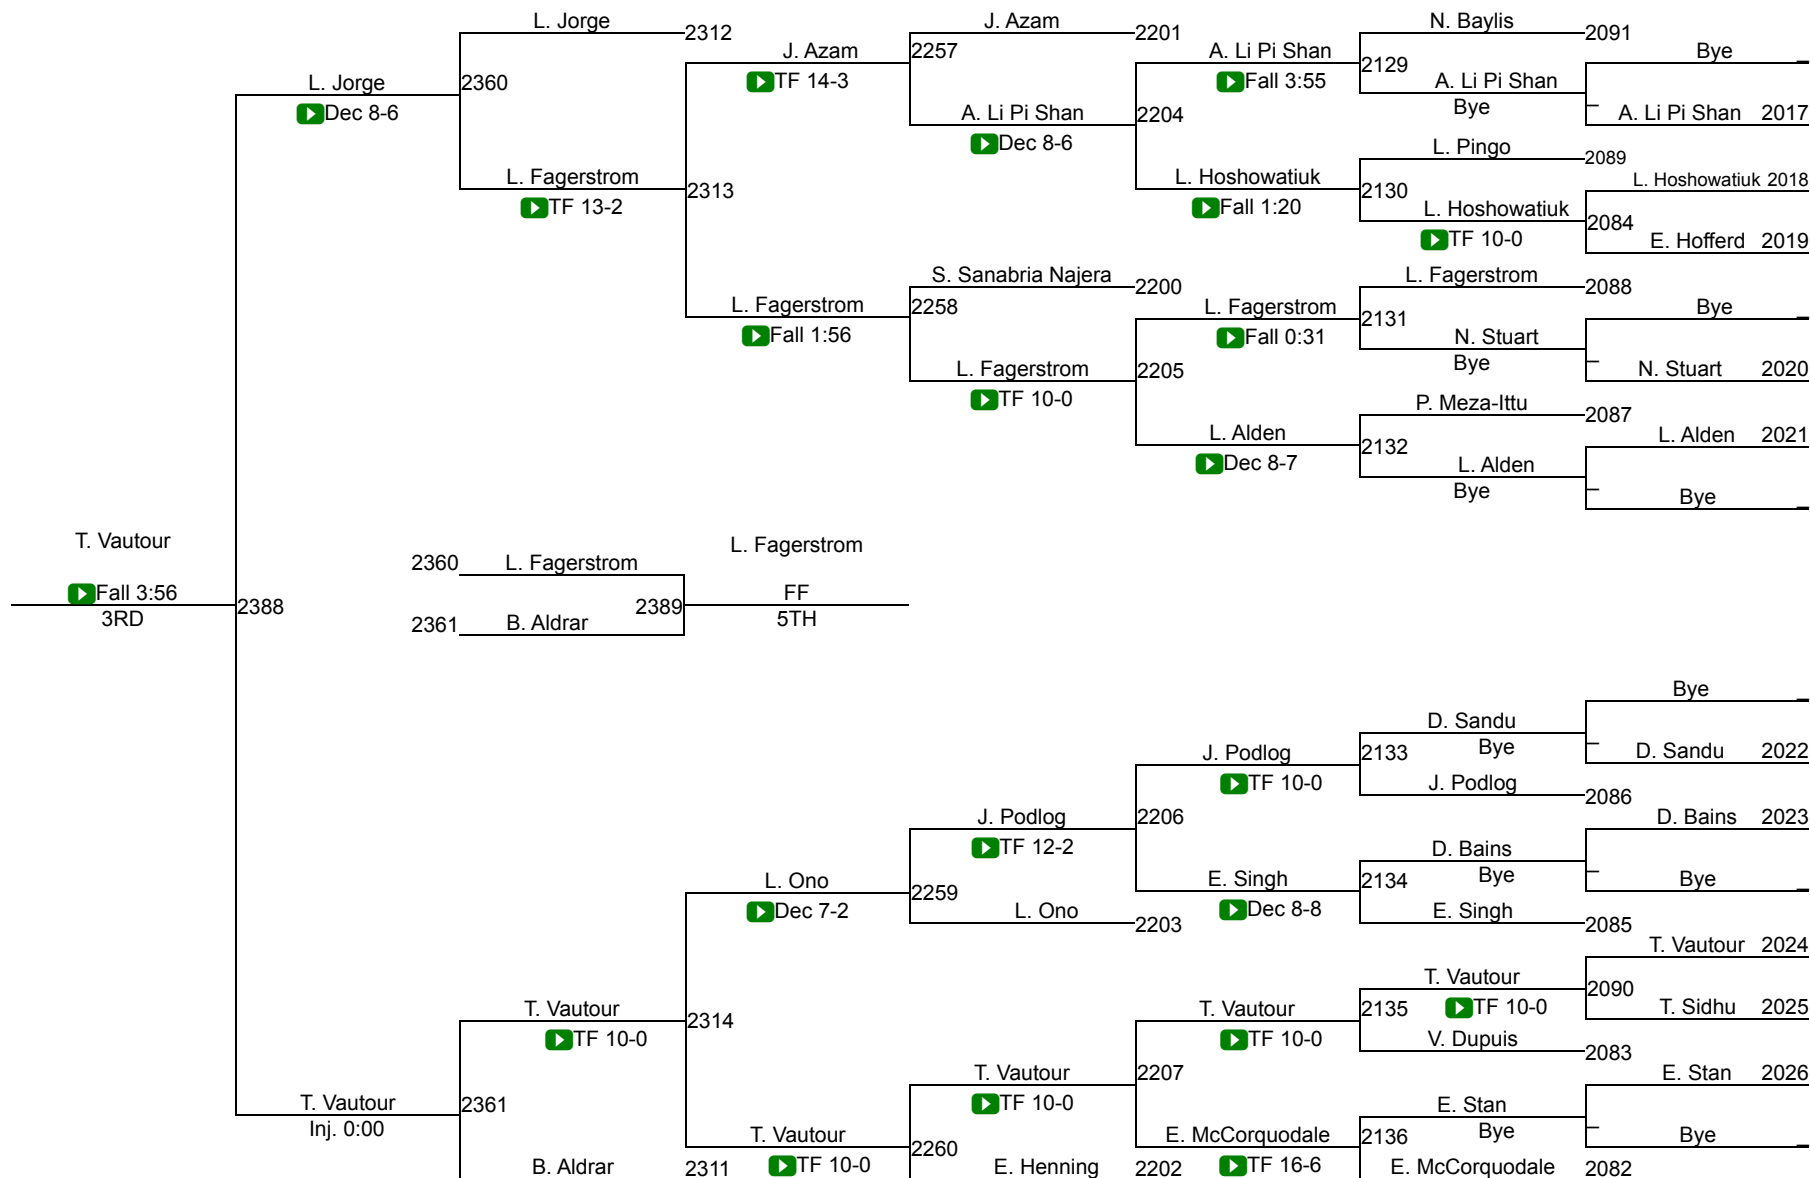 L. Jorge
J. Azam
N. Baylis
2312
2201
2091
J. Azam
2257
A. Li Pi Shan
Bye
L. Jorge
2360
TF 14-3
Fall 3:55
2129
A. Li Pi Shan
Dec 8-6
A. Li Pi Shan
2204
Bye
A. Li Pi Shan 2017
Dec 8-6
L. Pingo
2089
L. Fagerstrom
2313
L. Hoshowatiuk
2130
L. Hoshowatiuk 2018
TF 13-2
Fall 1:20
L. Hoshowatiuk
2084
TF 10-0
E. Hofferd 2019
S. Sanabria Najera
2200
L. Fagerstrom
2088
L. Fagerstrom
2258
L. Fagerstrom
2131
Bye
Fall 1:56
Fall 0:31
N. Stuart
Bye
L. Fagerstrom
2205
N. Stuart 2020
TF 10-0
P. Meza-Ittu
2087
L. Alden
2132
L. Alden 2021
Dec 8-7
L. Alden
Bye
Bye
T. Vautour
L. Fagerstrom
2360
L. Fagerstrom
Fall 3:56
2388
2389
FF
3RD
2361
B. Aldrar
5TH
Bye
D. Sandu
Bye
J. Podlog
2133
D. Sandu 2022
TF 10-0
J. Podlog
2086
J. Podlog
2206
D. Bains 2023
TF 12-2
D. Bains
Bye
L. Ono
2259
E. Singh
2134
Bye
Dec 7-2
L. Ono
2203
Dec 8-8
E. Singh
2085
T. Vautour 2024
T. Vautour
2314
T. Vautour
2135
T. Vautour
2090
TF 10-0
TF 10-0
TF 10-0
T. Sidhu 2025
V. Dupuis
2083
T. Vautour
2207
E. Stan 2026
T. Vautour
2361
TF 10-0
E. Stan
Inj. 0:00
Bye
T. Vautour
2260
E. McCorquodale
2136
Bye
B. Aldrar
2311
TF 10-0
E. Henning
2202
TF 16-6
E. McCorquodale
2082